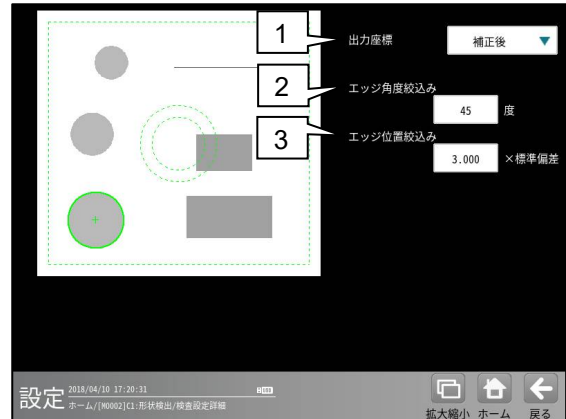 1
出力座標
補正後
2
エッジ角度絞込み
45
度
3
エッジ位置絞込み
3.000
×標準偏差
設定
2018/04/10 17:20:31
ホーム/[M0002]C1:形状検出/検査設定詳細
拡大縮小
ホーム
戻る